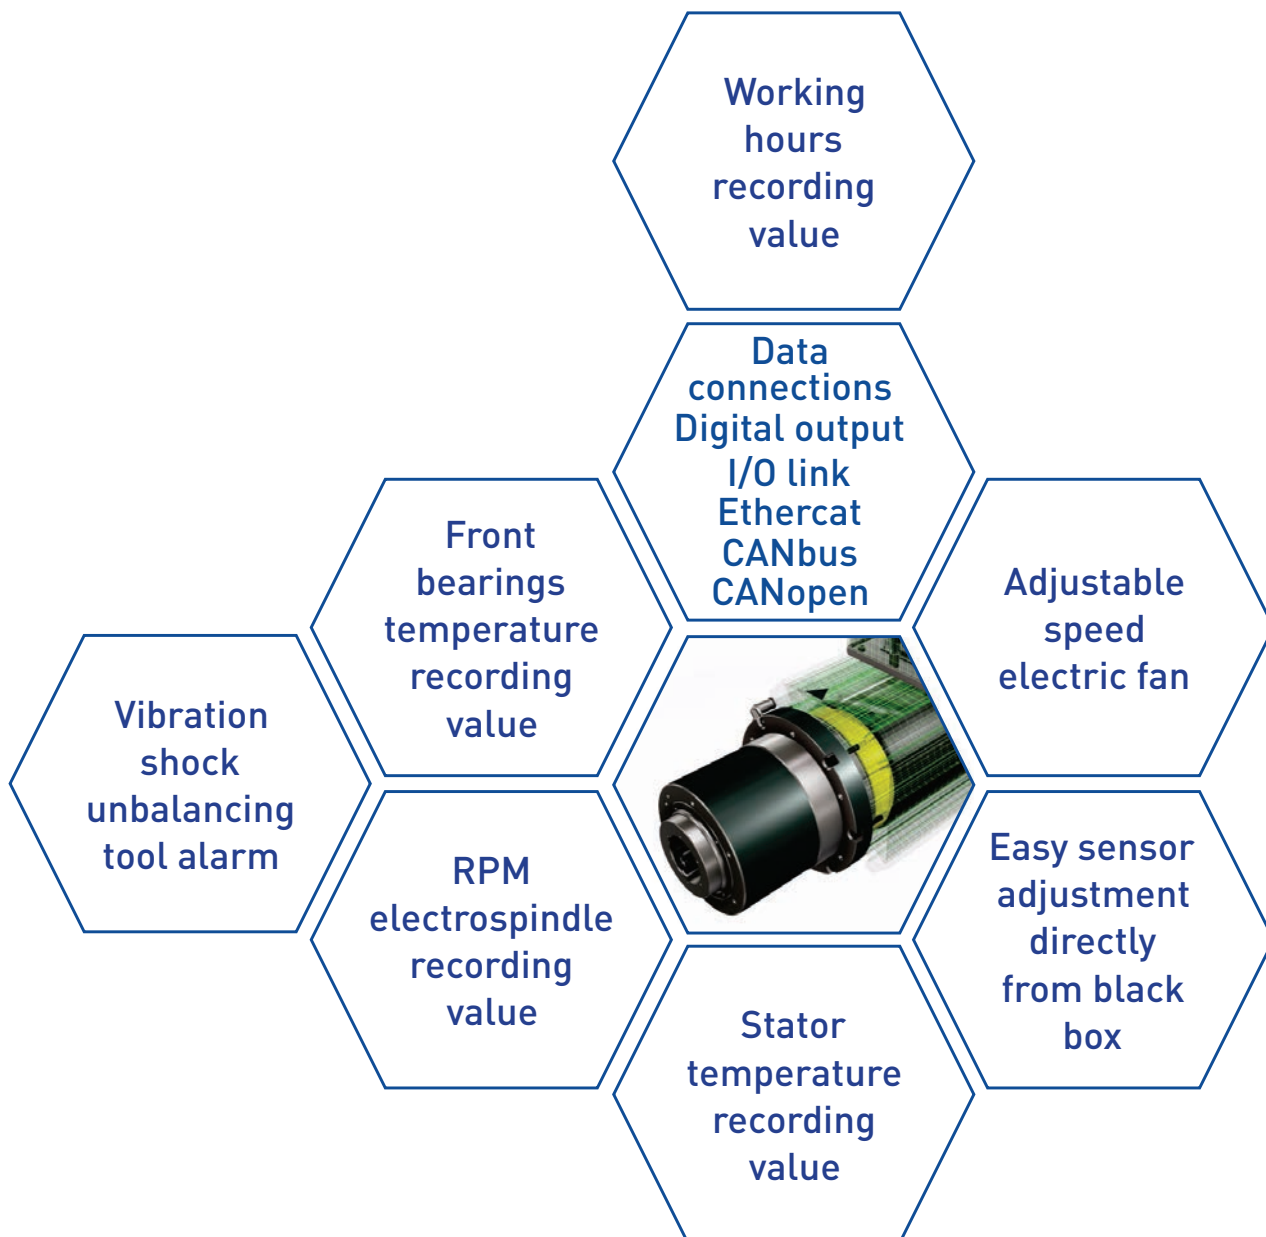 Working
hours
recording
value
Data
connections
Digital output
I/O link
Ethercat
CANbus
CANopen
Front
bearings
temperature
recording
value
Adjustable
speed
electric fan
Vibration
shock
unbalancing
tool alarm
RPM
electrospindle
recording
value
Easy sensor
adjustment
directly
from black
box
Stator
temperature
recording
value